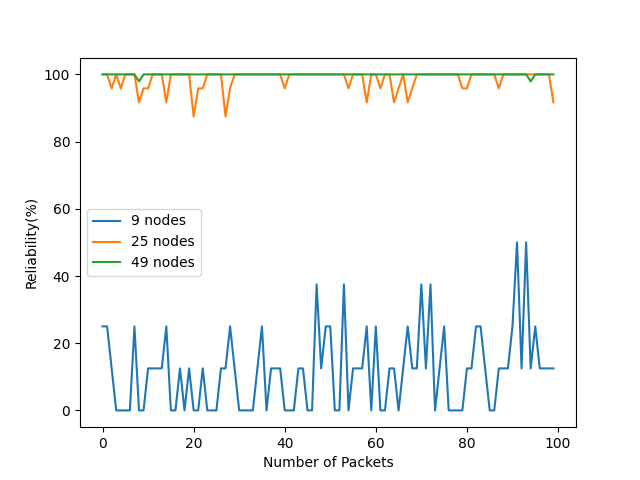 100
80
60
40
20
0
Reliability(%)
9 nodes
25 nodes
49 nodes
0 20 40 60 80 100
Number of Packets